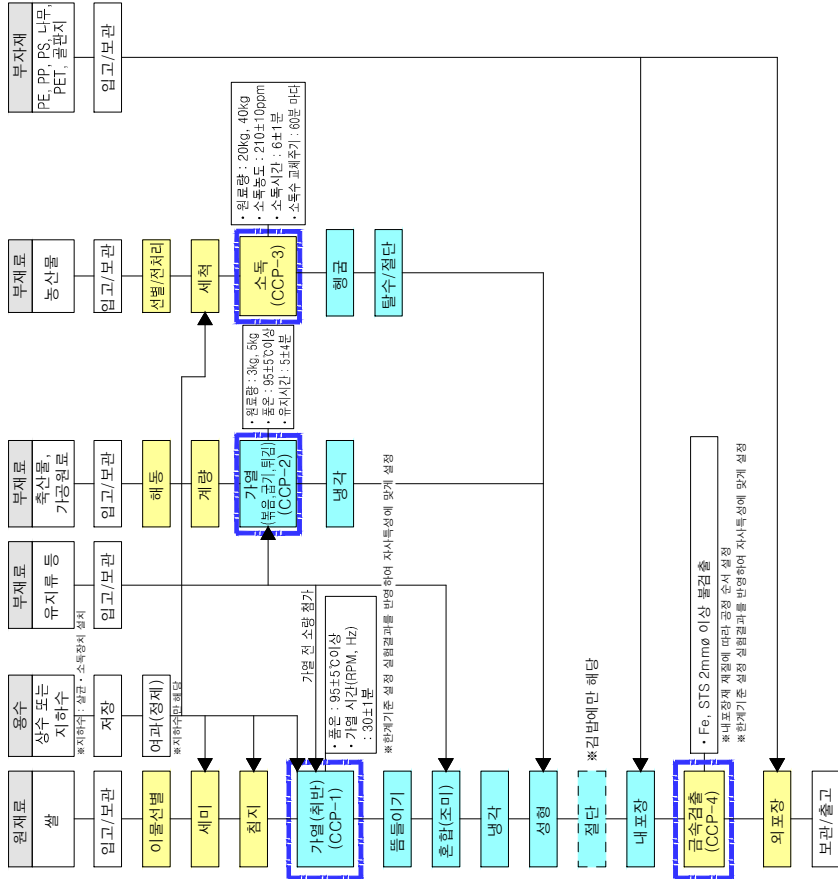 원재료
쌀
입고/보관
이물선별
세미
침지
가열(취반)
(CCP-1)
뜸들이기
혼합(조미)
냉각
성형
절단
※김밥에만 해당
내포장
금속검출
(CCP-4)
외포장
보관/출고
용수
상수 또는
지하수
※지하수 : 살균·소독장치 설치
저장
여과(정제)
※지하수만 해당
가열 전 소량 첨가
• 품온 : 95±5℃이상
• 가열 시간(RPM, Hz)
: 30±1분
※한계기준 설정 실험결과를 반영하여 자사특성에 맞게 설정
• Fe, STS 2mmø 이상 불검출
※내포장재 재질에 따라 공정 순서 설정
※한계기준 설정 실험결과를 반영하여 자사특성에 맞게 설정
부재료
유지류 등
입고/보관
부재료
축산물,
가공원료
입고/보관
해동
계량
가열
(볶음,굽기,튀김)
(CCP-2)
냉각
• 원료량 : 3kg, 5kg
• 품온 : 95±5℃이상
• 유지시간 : 5±4분
부재료
농산물
입고/보관
선별/전처리
세척
소독
(CCP-3)
헹굼
탈수/절단
• 원료량 : 20kg, 40kg
• 소독농도 : 210±10ppm
• 소독시간 : 6±1분
• 소독수 교체주기 : 60분 마다
부자재
PE, PP, PS, 나무,
PET, 골판지
입고/보관